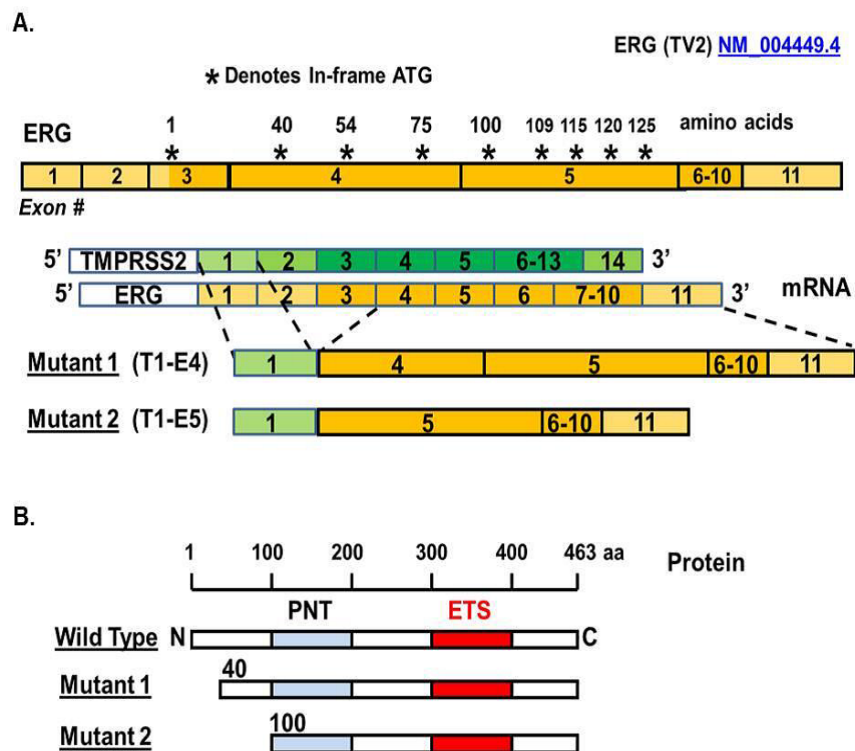 A.
ERG (TV2) NM_004449.4
* Denotes In-frame ATG
ERG 1 40 54 75 100 109 115 120 125 amino acids
* * * * * * * * *
1 2 3 4 5 6-10 11
Exon #
5’ TMPRSS2 1 2 3 4 5 6-13 14 3’
5’ ERG 1 2 3 4 5 6 7-10 11 3’ mRNA
Mutant 1 (T1-E4) 1 4 5 6-10 11
Mutant 2 (T1-E5) 1 5 6-10 11
B.
1 100 200 300 400 463 aa Protein
PNT ETS
Wild Type N C
40
Mutant 1
100
Mutant 2